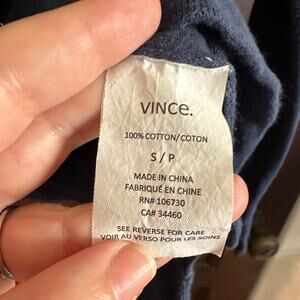 VINCE.
100% COTTON/COTON
S / P
MADE IN CHINA
FABRIQUÉ EN CHINE
RN# 106730
CA# 34460
SEE REVERSE FOR CARE
VOIR AU VERSO POUR LES SOINS